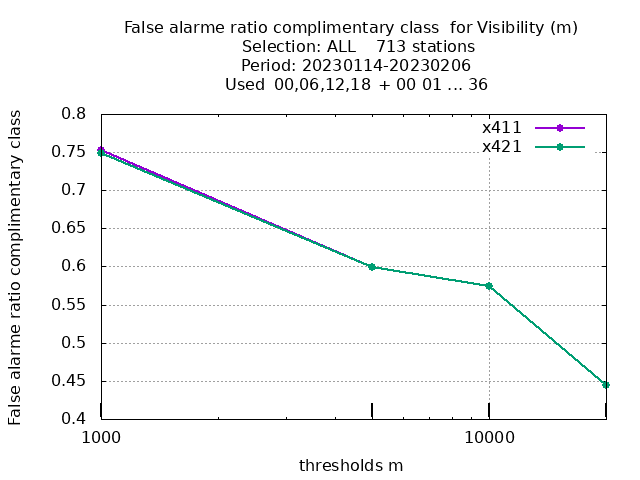 False alarme ratio complimentary class  for Visibility (m)
Selection: ALL    713 stations
Period: 20230114-20230206
Used  00,06,12,18 + 00 01 ... 36
False alarme ratio complimentary class
0.8
0.75
0.7
0.65
0.6
0.55
0.5
0.45
0.4
x411
x421
1000
10000
thresholds m